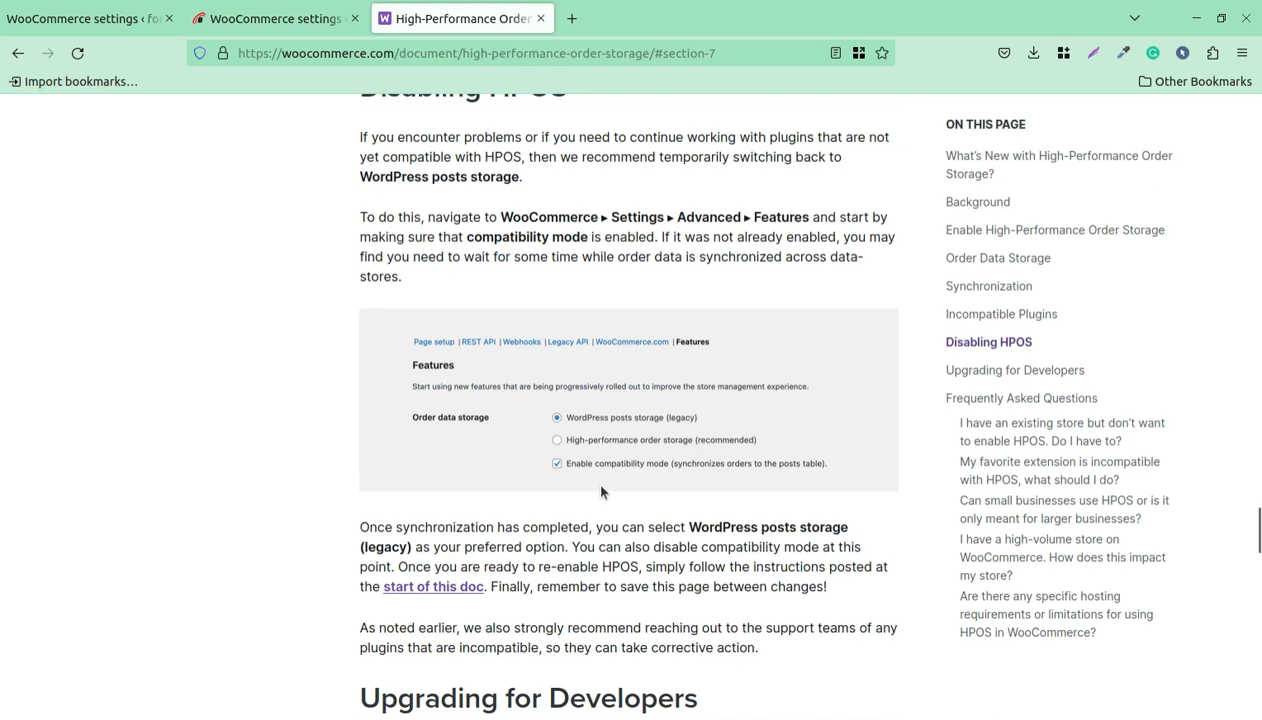 WooCommerce settings ‹ fo
WooCommerce settings
High-Performance Order
https://woocommerce.com/document/high-performance-order-storage/#section-7
Import bookmarks…
Other Bookmarks
Disabling HPOS
If you encounter problems or if you need to continue working with plugins that are not
yet compatible with HPOS, then we recommend temporarily switching back to
WordPress posts storage.
To do this, navigate to WooCommerce ▸ Settings ▸ Advanced ▸ Features and start by
making sure that compatibility mode is enabled. If it was not already enabled, you may
find you need to wait for some time while order data is synchronized across data-
stores.
Page setup | REST API | Webhooks | Legacy API | WooCommerce.com | Features
Features
Start using new features that are being progressively rolled out to improve the store management experience.
Order data storage
WordPress posts storage (legacy)
High-performance order storage (recommended)
Enable compatibility mode (synchronizes orders to the posts table).
Once synchronization has completed, you can select WordPress posts storage
(legacy) as your preferred option. You can also disable compatibility mode at this
point. Once you are ready to re-enable HPOS, simply follow the instructions posted at
the start of this doc. Finally, remember to save this page between changes!
As noted earlier, we also strongly recommend reaching out to the support teams of any
plugins that are incompatible, so they can take corrective action.
Upgrading for Developers
ON THIS PAGE
What's New with High-Performance Order
Storage?
Background
Enable High-Performance Order Storage
Order Data Storage
Synchronization
Incompatible Plugins
Disabling HPOS
Upgrading for Developers
Frequently Asked Questions
I have an existing store but don't want
to enable HPOS. Do I have to?
My favorite extension is incompatible
with HPOS, what should I do?
Can small businesses use HPOS or is it
only meant for larger businesses?
I have a high-volume store on
WooCommerce. How does this impact
my store?
Are there any specific hosting
requirements or limitations for using
HPOS in WooCommerce?